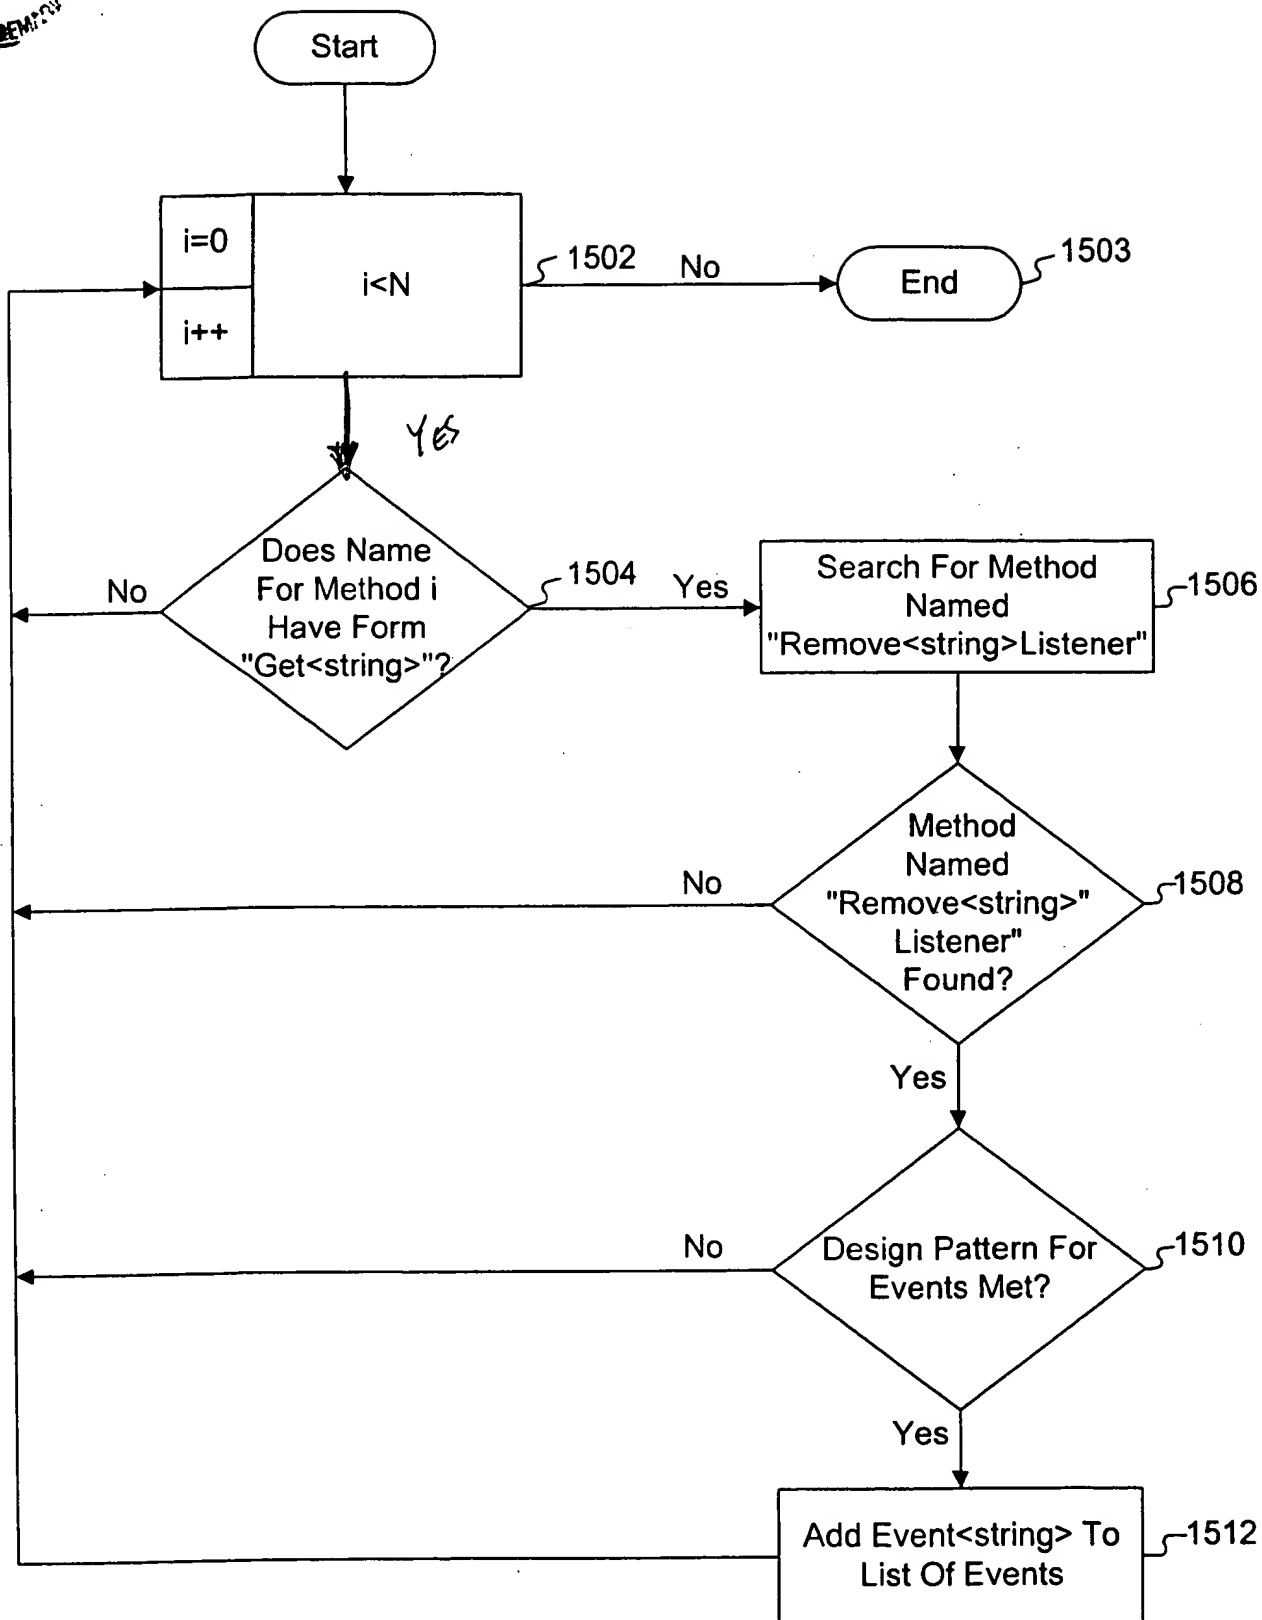 Start
i=0
i<N
i++
1502
No
End
1503
YES
Does Name
For Method i
Have Form
"Get<string>"?
No
1504
Yes
Search For Method
Named
"Remove<string>Listener"
1506
Method
Named
"Remove<string>"
Listener"
Found?
No
1508
Yes
Design Pattern For
Events Met?
No
1510
Yes
Add Event<string> To
List Of Events
1512